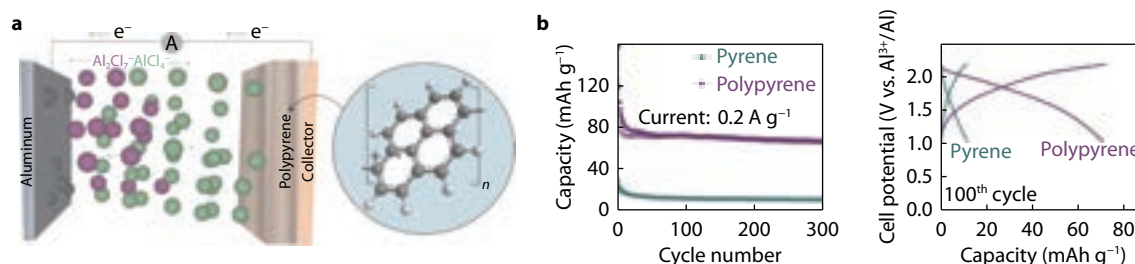 a
e⁻
A
e⁻
Al₂Cl₇⁻
AlCl₄⁻
Aluminum
Polypyrene
Collector
n
b
Capacity (mAh g⁻¹)
120
80
40
0
Pyrene
Polypyrene
Current: 0.2 A g⁻¹
0
100
200
300
Cycle number
Cell potential (V vs. Al³⁺/Al)
2.0
1.5
1.0
0.5
0
Pyrene
Polypyrene
100ᵗʰ cycle
0
20
40
60
80
Capacity (mAh g⁻¹)